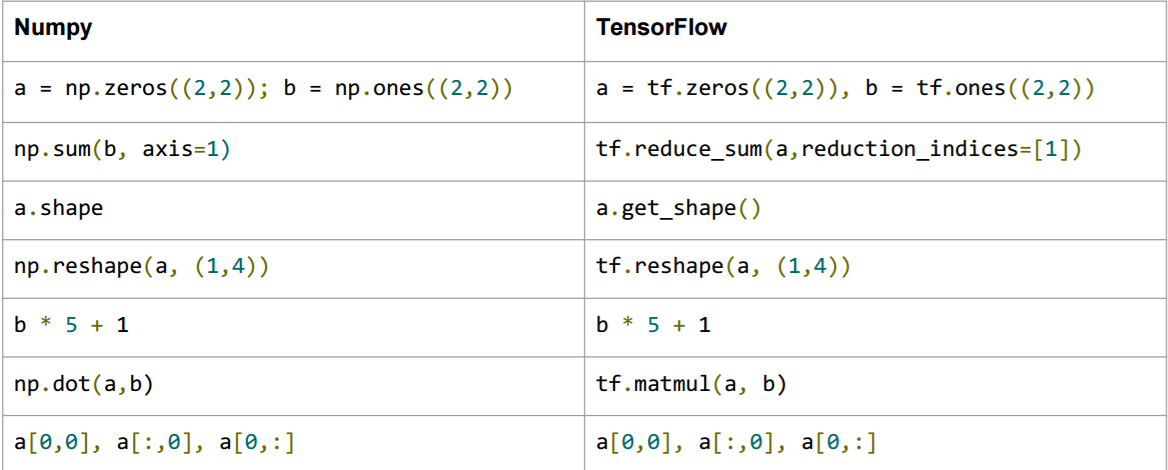 Numpy TensorFlow
a = np.zeros((2,2)); b = np.ones((2,2)) a = tf.zeros((2,2)), b = tf.ones((2,2))
np.sum(b, axis=1) tf.reduce_sum(a,reduction_indices=[1])
a.shape a.get_shape()
np.reshape(a, (1,4)) tf.reshape(a, (1,4))
b * 5 + 1 b * 5 + 1
np.dot(a,b) tf.matmul(a, b)
a[0,0], a[:,0], a[0,:] a[0,0], a[:,0], a[0,:]